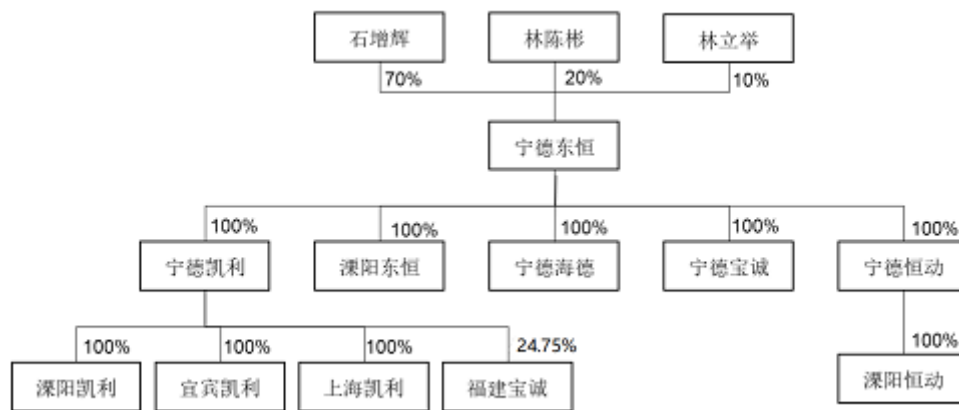 石增辉 林陈彬 林立举
70% 20% 10%
宁德东恒
100% 100% 100% 100% 100%
宁德凯利 溧阳东恒 宁德海德 宁德宝诚 宁德恒动
100% 100% 100% 24.75% 100%
溧阳凯利 宜宾凯利 上海凯利 福建宝诚 溧阳恒动